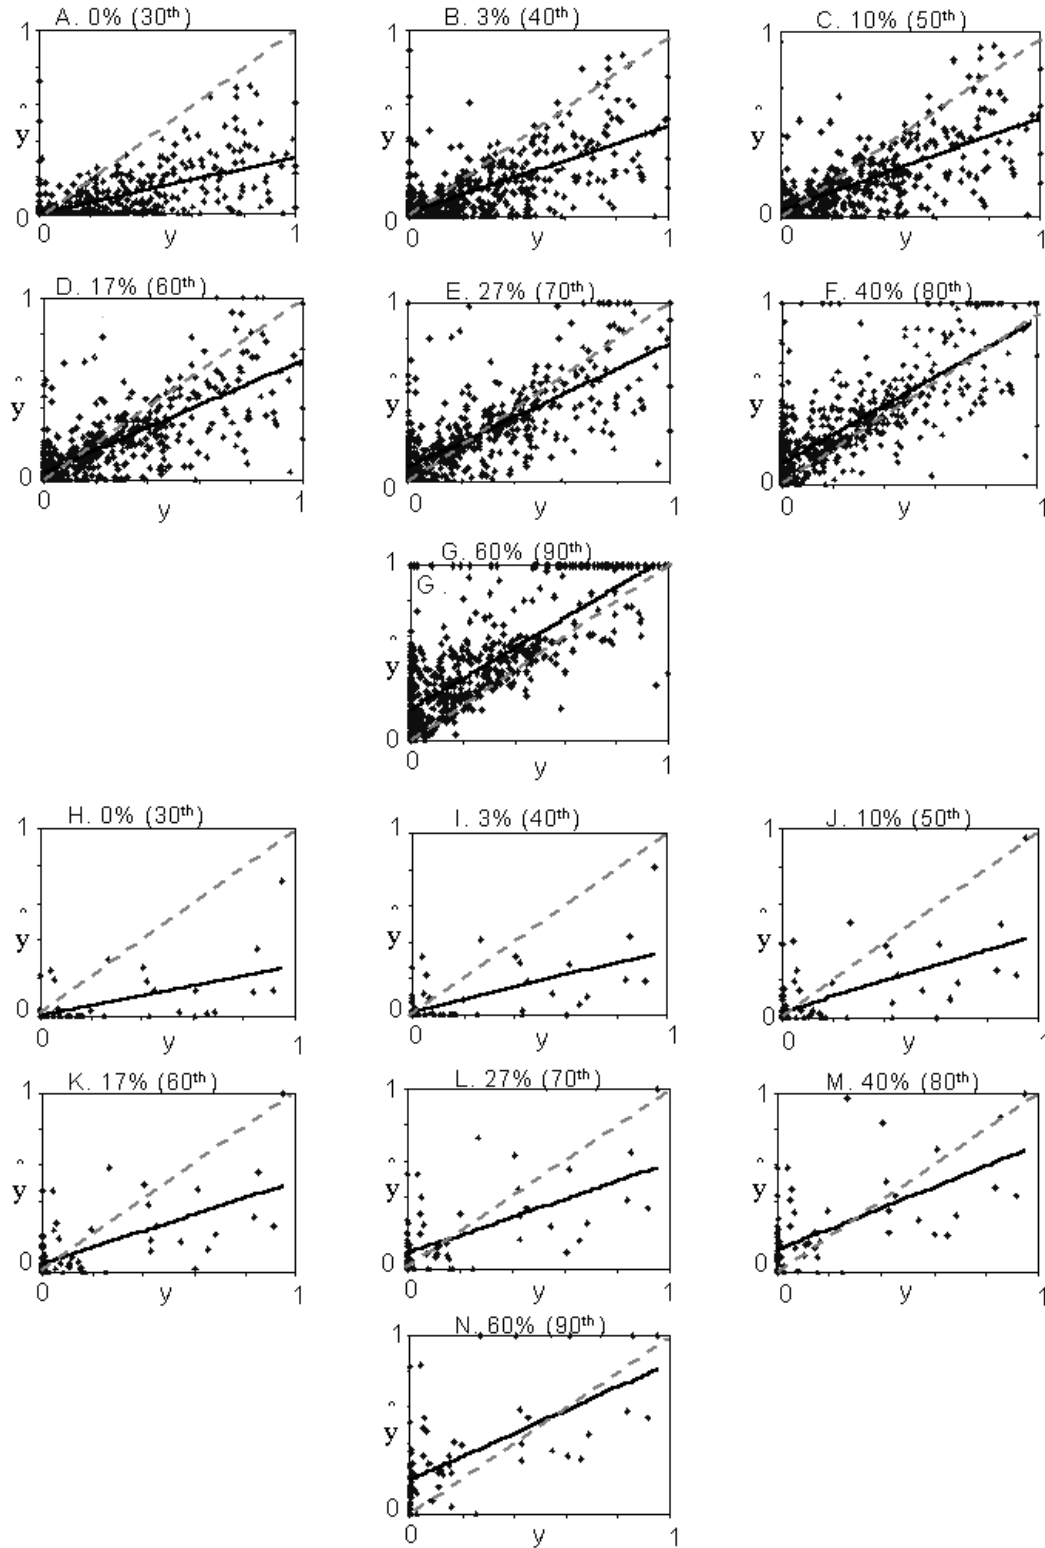 A. 0% (30th)
B. 3% (40th)
C. 10% (50th)
1
1
1
ŷ
ŷ
ŷ
0
0
0
0 y 1
0 y 1
0 y 1
D. 17% (60th)
E. 27% (70th)
F. 40% (80th)
1
1
1
ŷ
ŷ
ŷ
0
0
0
0 y 1
0 y 1
0 y 1
G. 60% (90th)
1
G.
ŷ
0
0 y 1
H. 0% (30th)
I. 3% (40th)
J. 10% (50th)
1
1
1
ŷ
ŷ
ŷ
0
0
0
0 y 1
0 y 1
0 y 1
K. 17% (60th)
L. 27% (70th)
M. 40% (80th)
1
1
1
ŷ
ŷ
ŷ
0
0
0
0 y 1
0 y 1
0 y 1
N. 60% (90th)
1
ŷ
0
0 y 1